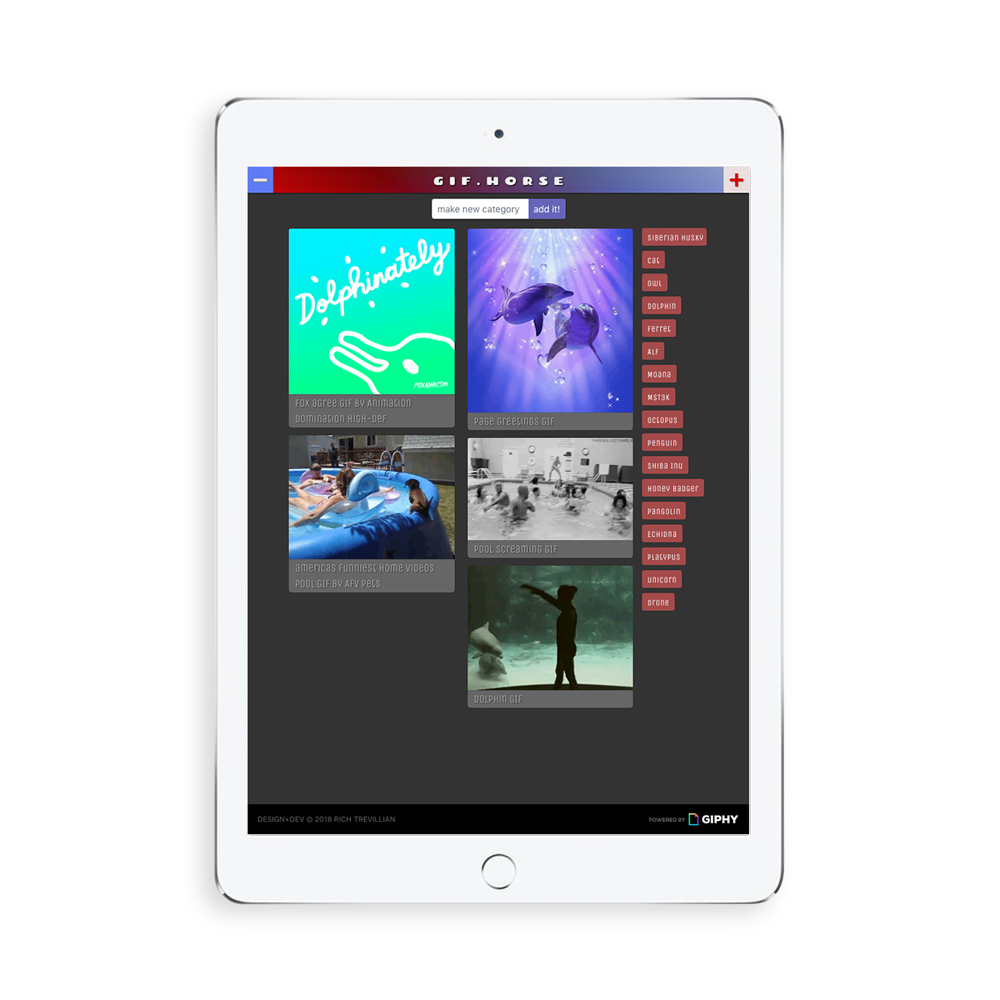 GIF.HORSE
make new category add it!
Dolphinately
FOXADHD.COM
Fox agree GIF by Animation
Domination High-Def
americas funniest home videos
pool GIF by AFV Pets
Page Greetings GIF
Pool Screaming GIF
Dolphin GIF
Siberian Husky
Cat
Owl
Dolphin
Ferret
ALF
Moana
MST3K
Octopus
Penguin
Shiba Inu
Honey Badger
Pangolin
Echidna
Platypus
Unicorn
Drone
DESIGN+DEV © 2018 RICH TREVILLIAN
POWERED BY GIPHY